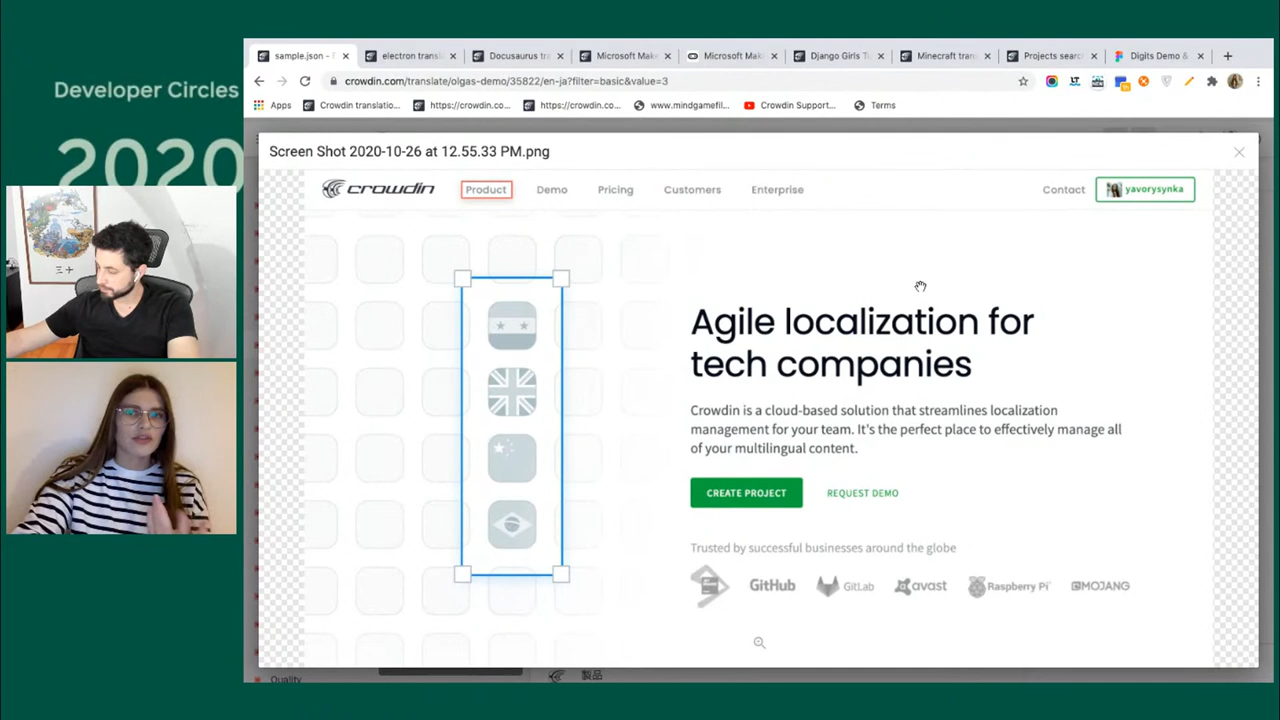 Developer Circles
2020
三十
sample.json -
electron transl
Docusaurus tra
Microsoft Make
Microsoft Mak
Django Girls Tu
Minecraft tran
Projects searc
Digits Demo &
crowdin.com/translate/olgas-demo/35822/en-ja?filter=basic&value=3
Apps
Crowdin translatio...
https://crowdin.co...
https://crowdin.co...
www.mindgamefil...
Crowdin Support...
Terms
Screen Shot 2020-10-26 at 12.55.33 PM.png
crowdin
Product
Demo
Pricing
Customers
Enterprise
Contact
yavorysynka
Agile localization for
tech companies
Crowdin is a cloud-based solution that streamlines localization
management for your team. It's the perfect place to effectively manage all
of your multilingual content.
CREATE PROJECT
REQUEST DEMO
Trusted by successful businesses around the globe
GitHub
GitLab
avast
Raspberry Pi
MOJANG
Quality
製品